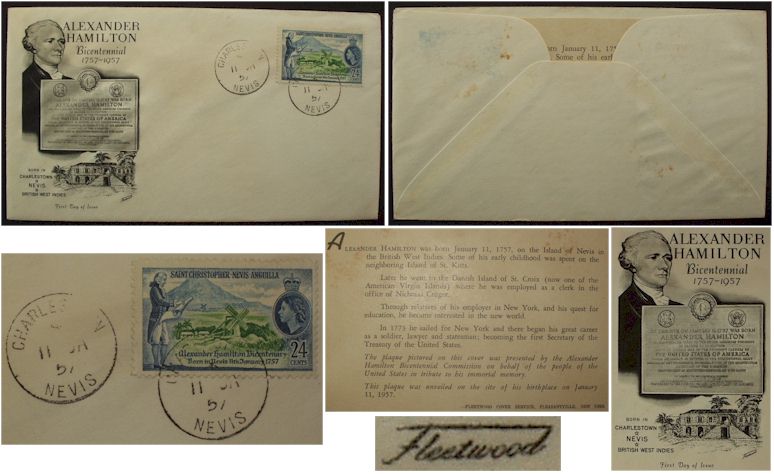 ALEXANDER
HAMILTON
Bicentennial
1757-1957
ALEXANDER HAMILTON
THE UNITED STATES OF AMERICA
BORN IN
CHARLESTOWN
NEVIS
BRITISH WEST INDIES
First Day of Issue
CHARLES
11 JA
57
NEVIS
24
CENTS
11 JA
57
NEVIS
orn January 11, 175
Some of his earl
CHARLES
11 JA
57
NEVIS
SAINT CHRISTOPHER-NEVIS-ANGUILLA
Alexander Hamilton Bicentenary
Born in Nevis 11th January 1757
24
CENTS
11 JA
57
NEVIS
ALEXANDER HAMILTON was born January 11, 1757, on the Island of Nevis in
the British West Indies. Some of his early childhood was spent on the
neighboring Island of St. Kitts.
Later he went to the Danish Island of St. Croix (now one of the
American Virgin Islands) where he was employed as a clerk in the
office of Nicholas Cruger.
Through relatives of his employer in New York, and his quest for
education, he became interested in the new world.
In 1773 he sailed for New York and there began his great career
as a soldier, lawyer and statesman; becoming the first Secretary of the
Treasury of the United States.
The plaque pictured on this cover was presented by the Alexander
Hamilton Bicentennial Commission on behalf of the people of the
United States in tribute to his immortal memory.
This plaque was unveiled on the site of his birthplace on January
11, 1957.
—FLEETWOOD COVER SERVICE, PLEASANTVILLE, NEW YORK
Fleetwood
ALEXANDER
HAMILTON
Bicentennial
1757-1957
ALEXANDER HAMILTON
THE UNITED STATES OF AMERICA
BORN IN
CHARLESTOWN
NEVIS
BRITISH WEST INDIES
First Day of Issue